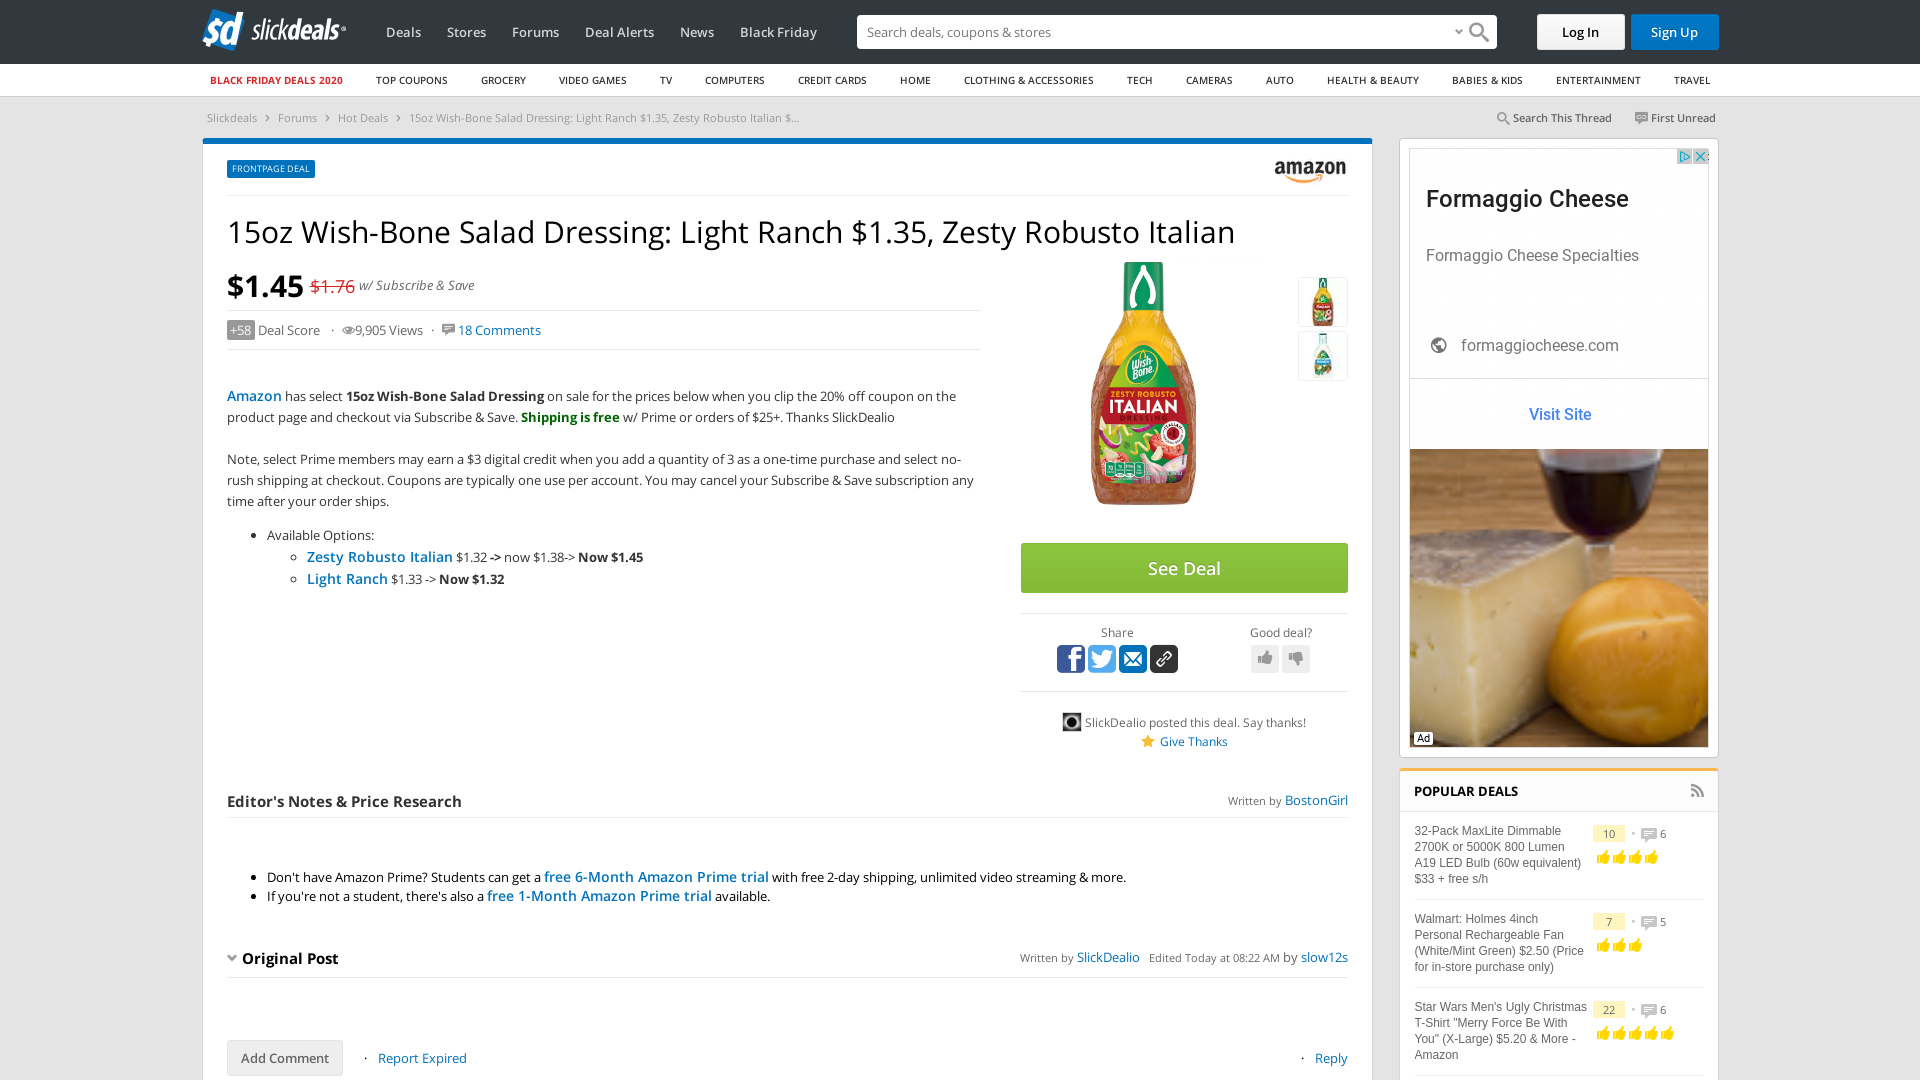 slickdeals
Deals Stores Forums Deal Alerts News Black Friday
Search deals, coupons & shops
Log In
Sign Up
BLACK FRIDAY DEALS 2020 TOP COUPONS GROCERY VIDEO GAMES TV COMPUTERS CREDIT CARDS HOME CLOTHING & ACCESSORIES TECH CAMERAS AUTO HEALTH & BEAUTY BABIES & KIDS ENTERTAINMENT TRAVEL
Slickdeals > Forums > Hot Deals > 15oz Wish-Bone Salad Dressing: Light Ranch $1.35, Zesty Robusto Italian $...
Search This Thread First Unread
FRONTPAGE DEAL
amazon
15oz Wish-Bone Salad Dressing: Light Ranch $1.35, Zesty Robusto Italian
$1.45 $1.76 w/ Subscribe & Save
+58 Deal Score · 9,905 Views · 18 Comments
Amazon has select 15oz Wish-Bone Salad Dressing on sale for the prices below when you clip the 20% off coupon on the
product page and checkout via Subscribe & Save. Shipping is free w/ Prime or orders of $25+. Thanks SlickDealio
Note, select Prime members may earn a $3 digital credit when you add a quantity of 3 as a one-time purchase and select no-
rush shipping at checkout. Coupons are typically one use per account. You may cancel your Subscribe & Save subscription any
time after your order ships.
• Available Options:
○ Zesty Robusto Italian $1.32 -> now $1.38-> Now $1.45
○ Light Ranch $1.33 -> Now $1.32
Wish-Bone
ZESTY ROBUSTO
ITALIAN
DRESSING
See Deal
Share
Good deal?
SlickDealio posted this deal. Say thanks!
Give Thanks
Editor's Notes & Price Research
Written by BostonGirl
• Don't have Amazon Prime? Students can get a free 6-Month Amazon Prime trial with free 2-day shipping, unlimited video streaming & more.
• If you're not a student, there's also a free 1-Month Amazon Prime trial available.
Original Post
Written by SlickDealio Edited Today at 08:22 AM by slow12s
Add Comment
· Report Expired
· Reply
Formaggio Cheese
Formaggio Cheese Specialties
formaggiocheese.com
Visit Site
Ad
POPULAR DEALS
32-Pack MaxLite Dimmable
2700K or 5000K 800 Lumen
A19 LED Bulb (60w equivalent)
$33 + free s/h
10 • 6
Walmart: Holmes 4inch
Personal Rechargeable Fan
(White/Mint Green) $2.50 (Price
for in-store purchase only)
7 • 5
Star Wars Men's Ugly Christmas
T-Shirt "Merry Force Be With
You" (X-Large) $5.20 & More -
Amazon
22 • 6